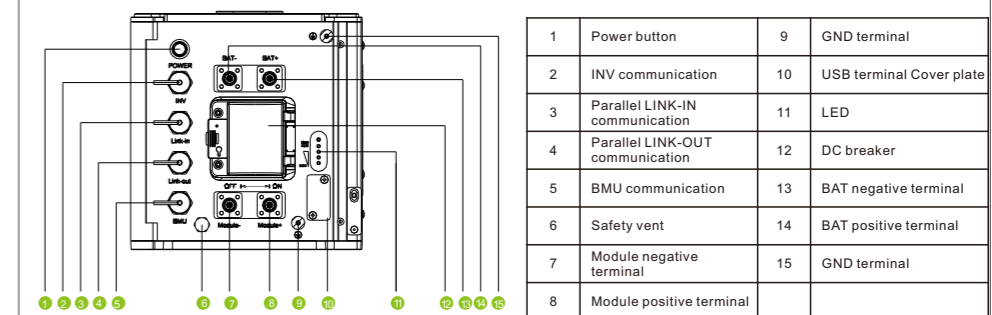 POWER
BAT-
BAT+
INV
Link-in
Link-out
OFF
ON
BMU
Module-
Module+
1
2
3
4
5
6
7
8
9
10
11
12
13
14
15
1 Power button 9 GND terminal
2 INV communication 10 USB terminal Cover plate
3 Parallel LINK-IN
communication 11 LED
4 Parallel LINK-OUT
communication 12 DC breaker
5 BMU communication 13 BAT negative terminal
6 Safety vent 14 BAT positive terminal
7 Module negative
terminal 15 GND terminal
8 Module positive terminal